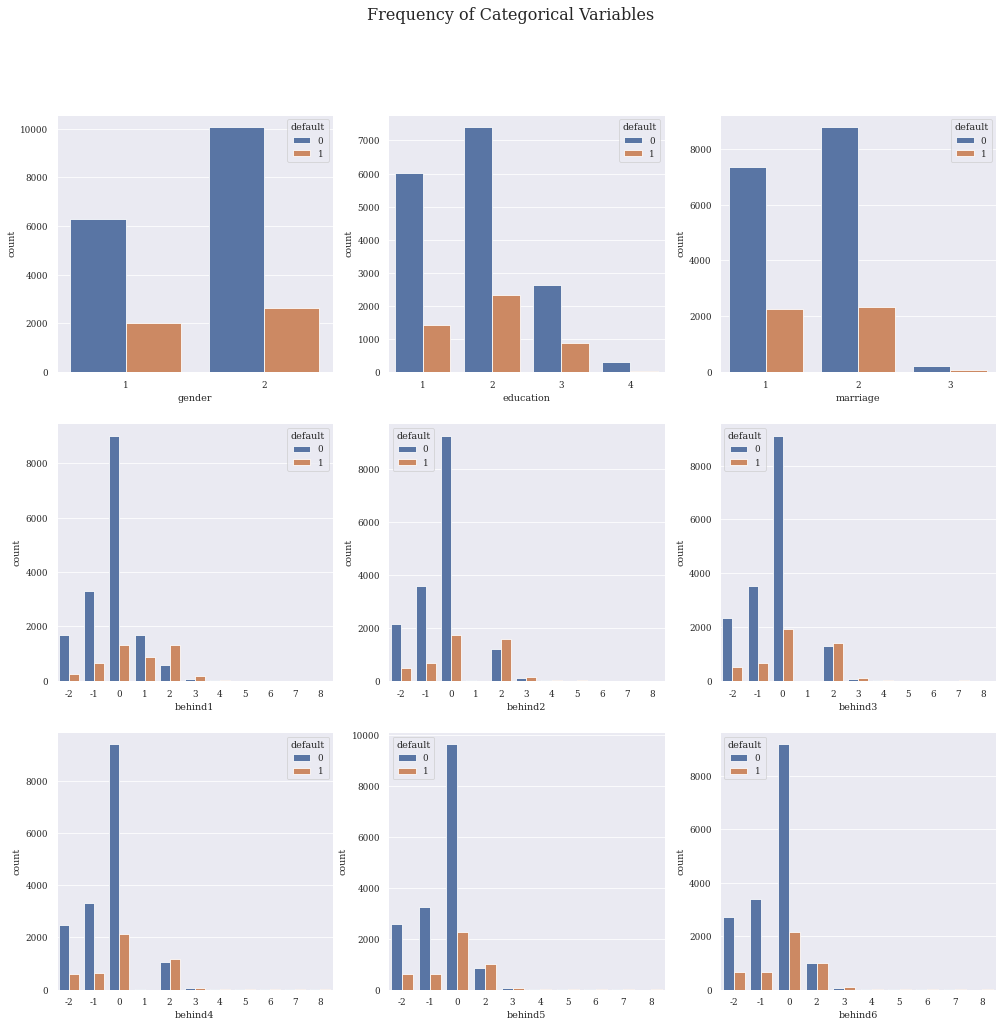 Frequency of Categorical Variables
10000
8000
6000
4000
2000
0
count
1 2
gender
default
0
1
7000
6000
5000
4000
3000
2000
1000
0
count
1 2 3 4
education
default
0
1
8000
6000
4000
2000
0
count
1 2 3
marriage
default
0
1
8000
6000
4000
2000
0
count
-2 -1 0 1 2 3 4 5 6 7 8
behind1
default
0
1
8000
6000
4000
2000
0
count
-2 -1 0 1 2 3 4 5 6 7 8
behind2
default
0
1
8000
6000
4000
2000
0
count
-2 -1 0 1 2 3 4 5 6 7 8
behind3
default
0
1
8000
6000
4000
2000
0
count
-2 -1 0 1 2 3 4 5 6 7 8
behind4
default
0
1
10000
8000
6000
4000
2000
0
count
-2 -1 0 2 3 4 5 6 7 8
behind5
default
0
1
8000
6000
4000
2000
0
count
-2 -1 0 2 3 4 5 6 7 8
behind6
default
0
1